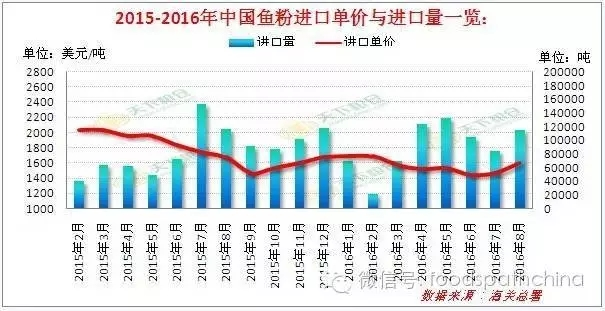 2015-2016年中国鱼粉进口单价与进口量一览：
进口量 进口单价
单位：美元/吨 单位：吨
2800 200000
2600 180000
2400 160000
2200 140000
2000 120000
1800 100000
1600 80000
60000
1400 40000
1200 20000
1000 0
2015年2月 2015年3月 2015年4月 2015年5月 2015年6月 2015年7月 2015年8月 2015年9月 2015年10月 2015年11月 2015年12月 2016年1月 2016年2月 2016年3月 2016年4月 2016年5月 2016年6月 2016年7月 2016年8月
微信号: foodspathchina
数据来源：海关总署